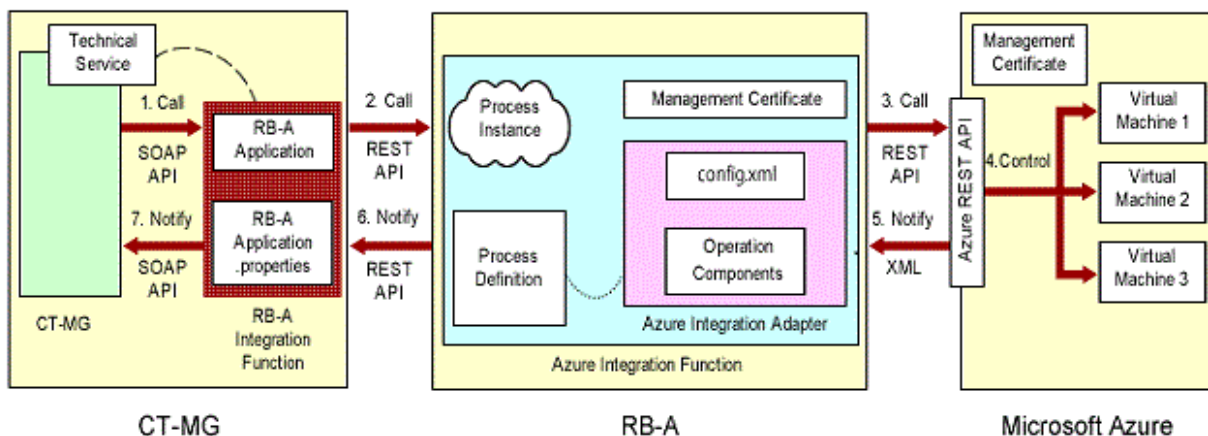 Technical
Service
1. Call
SOAP
API
RB-A
Application
7. Notify
SOAP
API
RB-A
Application
.properties
CT-MG
RB-A
Integration
Function
2. Call
REST
API
6. Notify
REST
API
Process
Instance
Management Certificate
config.xml
Process
Definition
Operation
Components
Azure Integration Adapter
Azure Integration Function
3. Call
REST
API
5. Notify
XML
Azure REST API
Management
Certificate
4.Control
Virtual
Machine 1
Virtual
Machine 2
Virtual
Machine 3
CT-MG
RB-A
Microsoft Azure